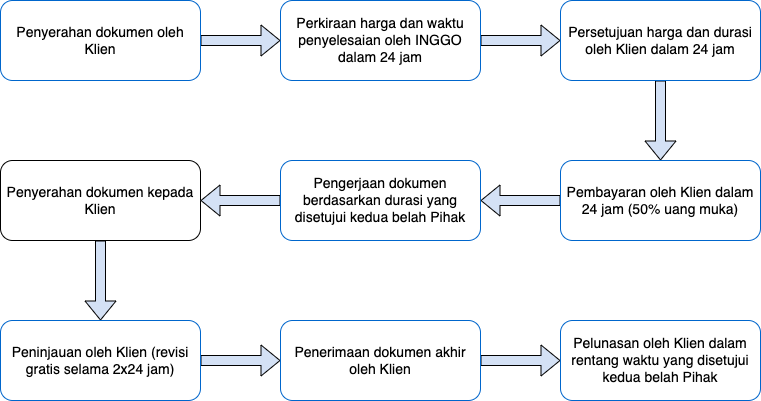 Penyerahan dokumen oleh
Klien
Perkiraan harga dan waktu
penyelesaian oleh INGGO
dalam 24 jam
Persetujuan harga dan durasi
oleh Klien dalam 24 jam
Pembayaran oleh Klien dalam
24 jam (50% uang muka)
Pengerjaan dokumen
berdasarkan durasi yang
disetujui kedua belah Pihak
Penyerahan dokumen kepada
Klien
Peninjauan oleh Klien (revisi
gratis selama 2x24 jam)
Penerimaan dokumen akhir
oleh Klien
Pelunasan oleh Klien dalam
rentang waktu yang disetujui
kedua belah Pihak